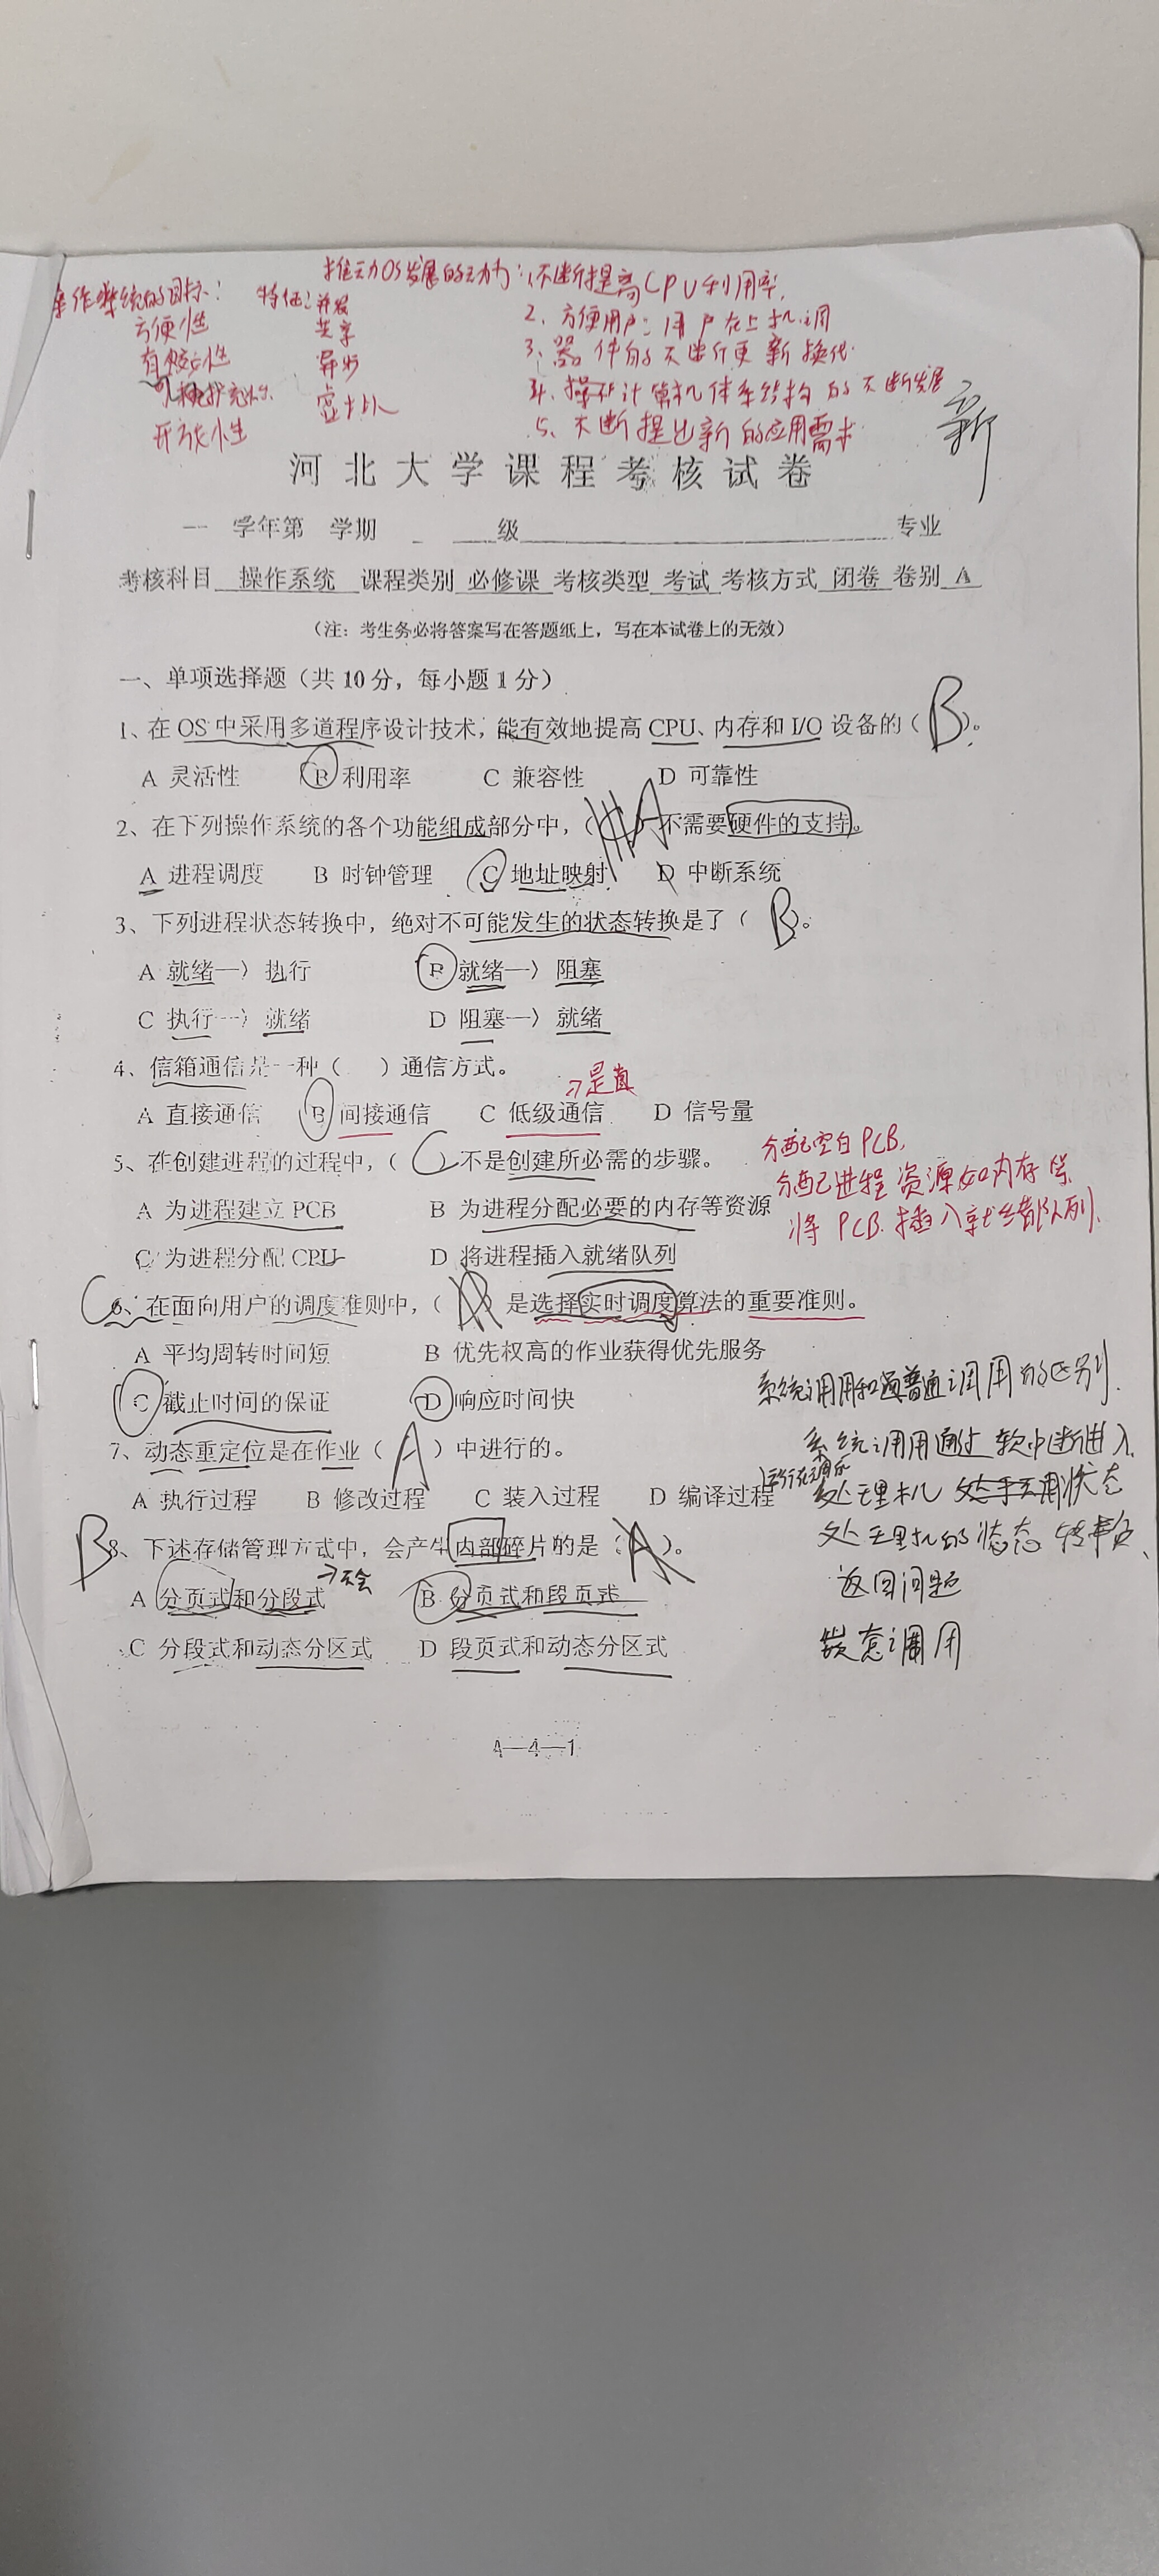 推动OS发展的动力：1、不断提高CPU利用率、
操作系统的目标： 特征：并发
方便性 共享 2、方便用户：用户在上机、调
有效性 异步 3、器件的不断更新换代
可扩充性 虚拟 4、计算机体系结构的不断发展
开放性 5、不断提出新的应用需求
新
河北大学课程考核试卷
— 学年第 学期 级 专业
考核科目 操作系统 课程类别 必修课 考核类型 考试 考核方式 闭卷 卷别 A
（注：考生务必将答案写在答题纸上，写在本试卷上的无效）
一、单项选择题（共10分，每小题1分）
1、在OS中采用多道程序设计技术，能有效地提高CPU、内存和I/O设备的（B）。
A 灵活性 B 利用率 C 兼容性 D 可靠性
2、在下列操作系统的各个功能组成部分中，（A）不需要硬件的支持。
A 进程调度 B 时钟管理 C 地址映射 D 中断系统
3、下列进程状态转换中，绝对不可能发生的状态转换是了（B）。
A 就绪—〉执行 B 就绪—〉阻塞
C 执行—〉就绪 D 阻塞—〉就绪
4、信箱通信是一种（ ）通信方式。
→是直
A 直接通信 B 间接通信 C 低级通信 D 信号量
5、在创建进程的过程中，（C）不是创建所必需的步骤。
分配空白PCB，
A 为进程建立PCB B 为进程分配必要的内存等资源
分配进程资源如内存等
C 为进程分配CPU D 将进程插入就绪队列
将PCB插入就绪队列、
C 6、在面向用户的调度准则中，（ ）是选择实时调度算法的重要准则。
A 平均周转时间短 B 优先权高的作业获得优先服务
C 截止时间的保证 D 响应时间快
系统调用和普通调用的区别
7、动态重定位是在作业（A）中进行的。
系统调用通过软中断进入
A 执行过程 B 修改过程 C 装入过程 D 编译过程
处理机 状态
B 8、下述存储管理方式中，会产生内部碎片的是（A）。
处理机的状态转换、
→不会
返回问题
A 分页式和分段式 B 分页式和段页式
C 分段式和动态分区式 D 段页式和动态分区式
嵌套调用
A—4—1